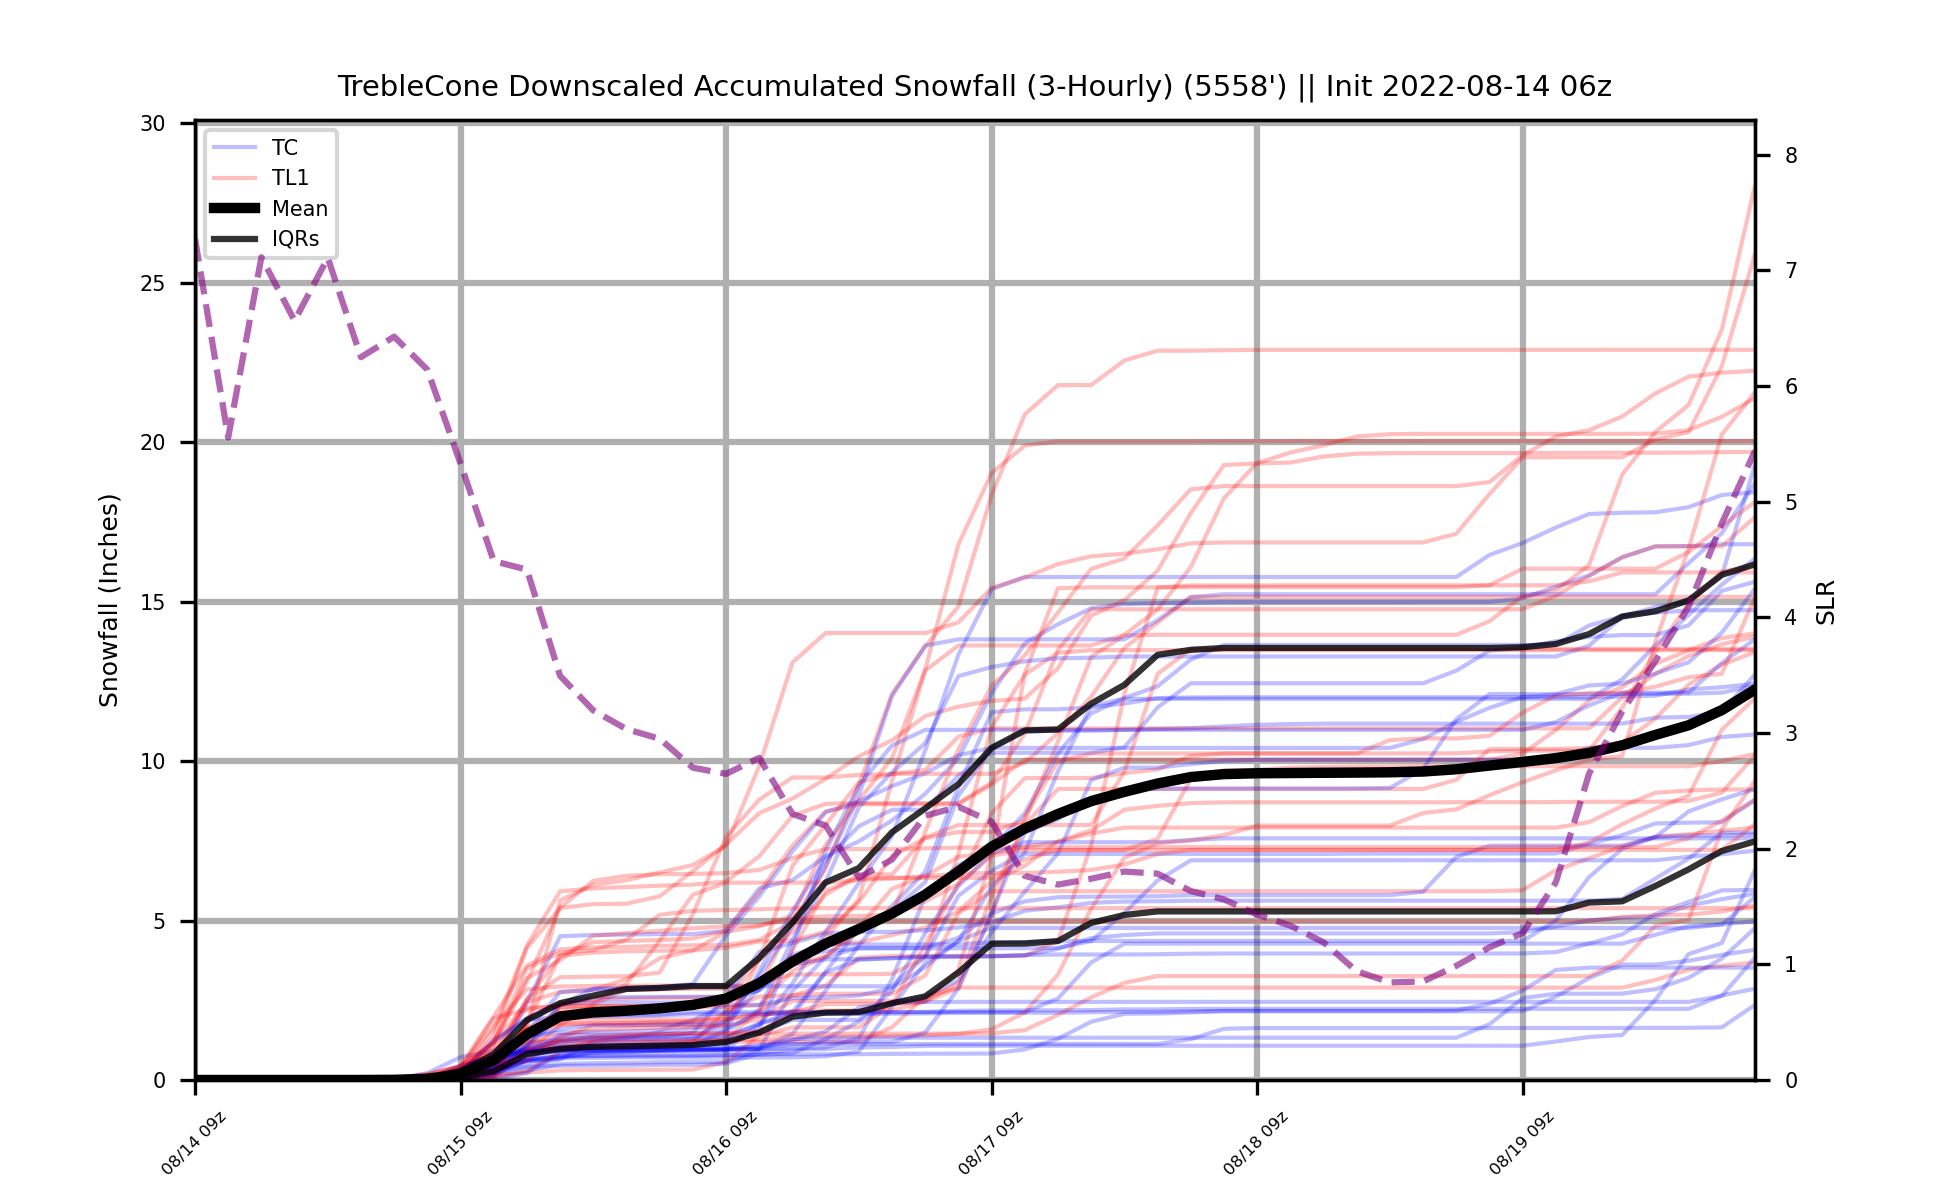 TrebleCone Downscaled Accumulated Snowfall (3-Hourly) (5558') || Init 2022-08-14 06z
30
25
20
15
10
5
0
Snowfall (Inches)
TC
TL1
Mean
IQRs
8
7
6
5
4
3
2
1
0
SLR
08/14 09z
08/15 09z
08/16 09z
08/17 09z
08/18 09z
08/19 09z